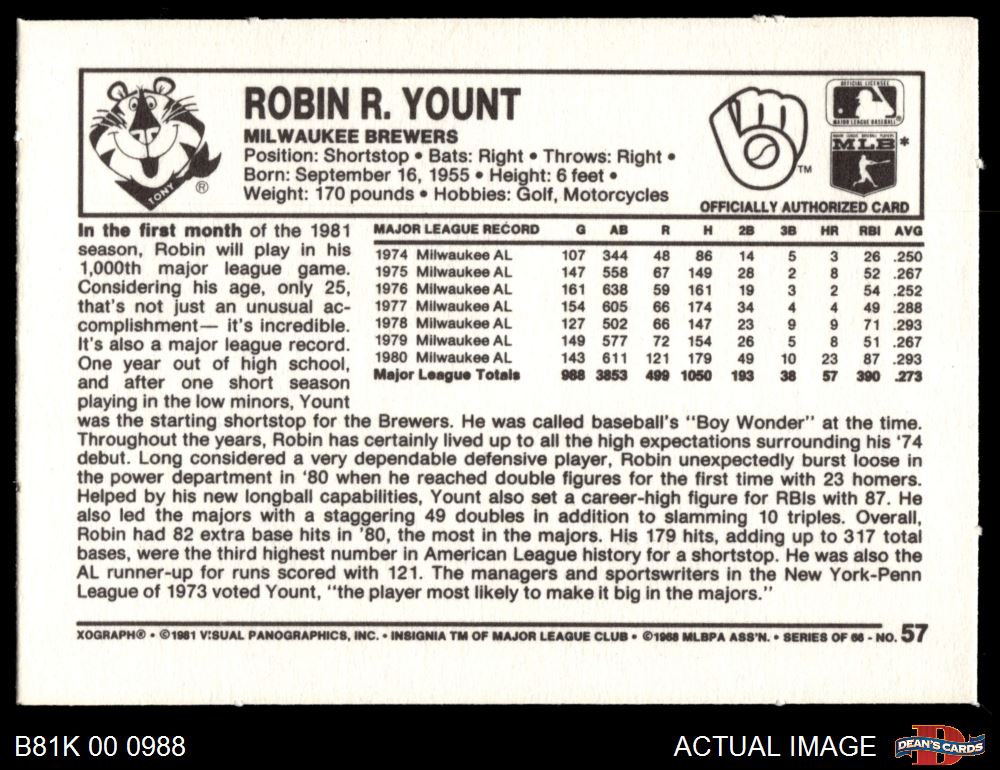 ROBIN R. YOUNT
MILWAUKEE BREWERS
Position: Shortstop • Bats: Right • Throws: Right •
Born: September 16, 1955 • Height: 6 feet •
Weight: 170 pounds • Hobbies: Golf, Motorcycles
TONY
®
TM
OFFICIAL LICENSEE
MAJOR LEAGUE BASEBALL
MAJOR LEAGUE BASEBALL PLAYERS
MLB*
OFFICIALLY AUTHORIZED CARD
In the first month of the 1981
season, Robin will play in his
1,000th major league game.
Considering his age, only 25,
that's not just an unusual ac-
complishment— it's incredible.
It's also a major league record.
One year out of high school,
and after one short season
playing in the low minors, Yount
MAJOR LEAGUE RECORD G AB R H 2B 3B HR RBI AVG
1974 Milwaukee AL 107 344 48 86 14 5 3 26 .250
1975 Milwaukee AL 147 558 67 149 28 2 8 52 .267
1976 Milwaukee AL 161 638 59 161 19 3 2 54 .252
1977 Milwaukee AL 154 605 66 174 34 4 4 49 .288
1978 Milwaukee AL 127 502 66 147 23 9 9 71 .293
1979 Milwaukee AL 149 577 72 154 26 5 8 51 .267
1980 Milwaukee AL 143 611 121 179 49 10 23 87 .293
Major League Totals 988 3853 499 1050 193 38 57 390 .273
was the starting shortstop for the Brewers. He was called baseball's "Boy Wonder" at the time.
Throughout the years, Robin has certainly lived up to all the high expectations surrounding his '74
debut. Long considered a very dependable defensive player, Robin unexpectedly burst loose in
the power department in '80 when he reached double figures for the first time with 23 homers.
Helped by his new longball capabilities, Yount also set a career-high figure for RBIs with 87. He
also led the majors with a staggering 49 doubles in addition to slamming 10 triples. Overall,
Robin had 82 extra base hits in '80, the most in the majors. His 179 hits, adding up to 317 total
bases, were the third highest number in American League history for a shortstop. He was also the
AL runner-up for runs scored with 121. The managers and sportswriters in the New York-Penn
League of 1973 voted Yount, "the player most likely to make it big in the majors."
XOGRAPH® • ©1981 VISUAL PANOGRAPHICS, INC. • INSIGNIA TM OF MAJOR LEAGUE CLUB • ©1968 MLBPA ASS'N. • SERIES OF 66 - NO. 57
B81K 00 0988
ACTUAL IMAGE
DEAN'S CARDS